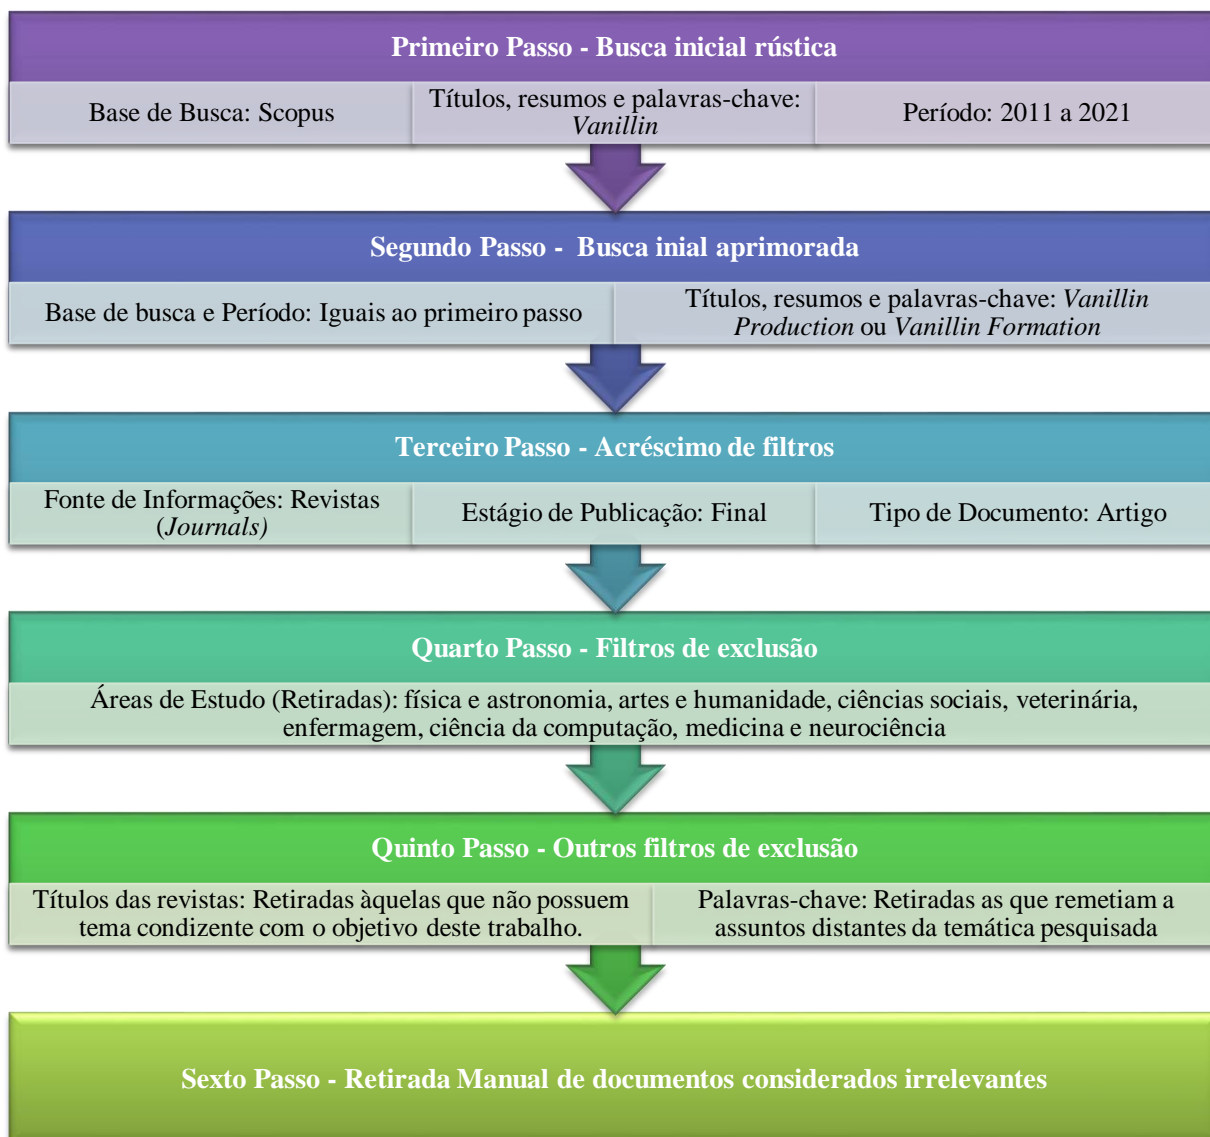 Primeiro Passo - Busca inicial rústica
Base de Busca: Scopus
Títulos, resumos e palavras-chave:
Vanillin
Período: 2011 a 2021
Segundo Passo - Busca inial aprimorada
Base de busca e Período: Iguais ao primeiro passo
Títulos, resumos e palavras-chave: Vanillin
Production ou Vanillin Formation
Terceiro Passo - Acréscimo de filtros
Fonte de Informações: Revistas
(Journals)
Estágio de Publicação: Final
Tipo de Documento: Artigo
Quarto Passo - Filtros de exclusão
Áreas de Estudo (Retiradas): física e astronomia, artes e humanidade, ciências sociais, veterinária,
enfermagem, ciência da computação, medicina e neurociência
Quinto Passo - Outros filtros de exclusão
Títulos das revistas: Retiradas àquelas que não possuem
tema condizente com o objetivo deste trabalho.
Palavras-chave: Retiradas as que remetiam a
assuntos distantes da temática pesquisada
Sexto Passo - Retirada Manual de documentos considerados irrelevantes